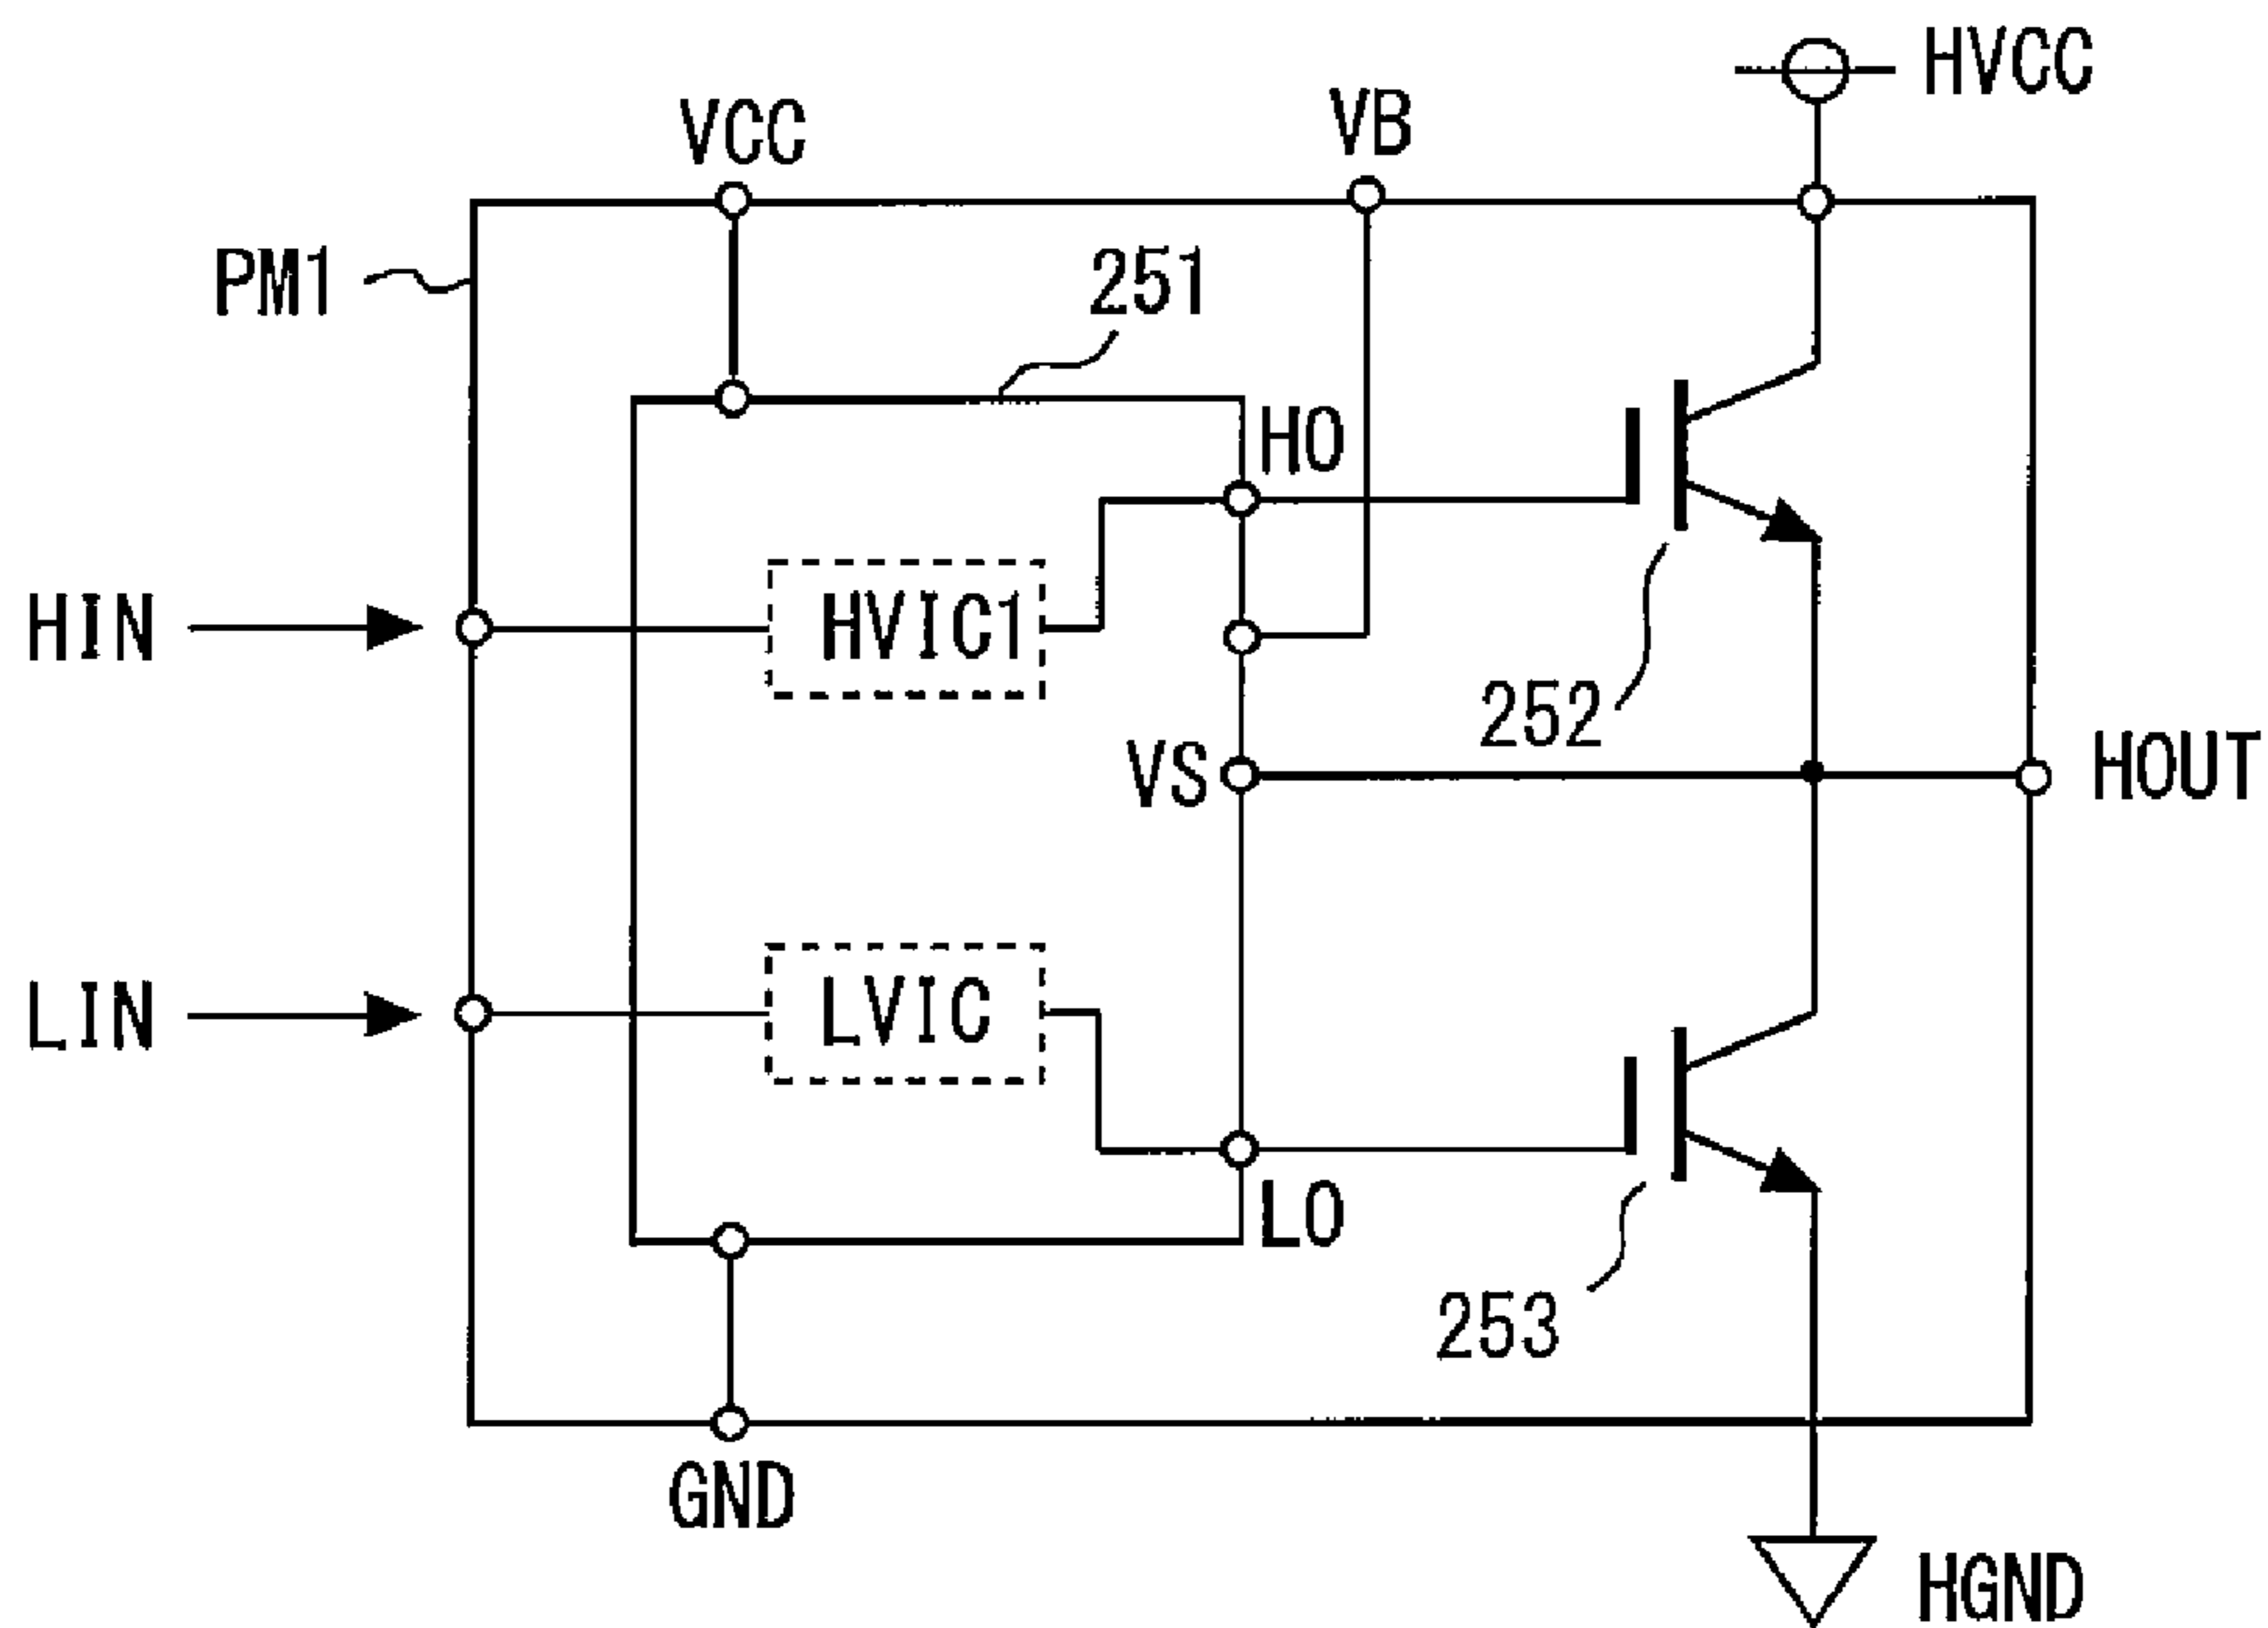 HVCC
VCC
VB
PM1
251
HO
HIN
HVIC1
252
VS
HOUT
LIN
LVIC
LO
253
GND
HGND